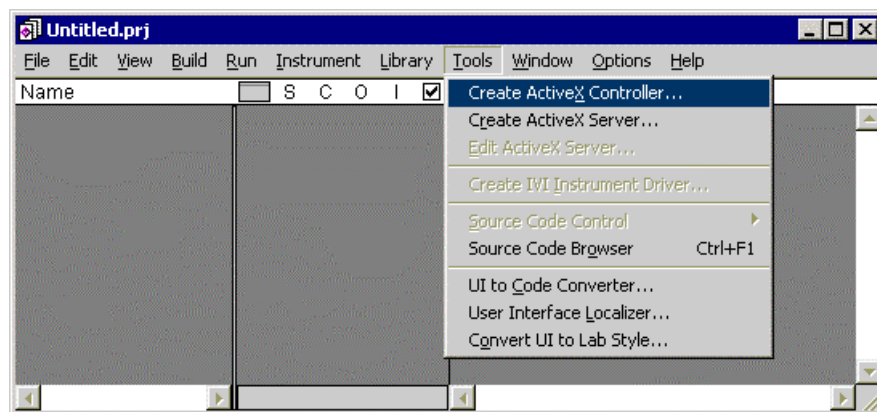 Untitled.prj
File Edit View Build Run Instrument Library Tools Window Options Help
Name S C O I
Create ActiveX Controller...
Create ActiveX Server...
Edit ActiveX Server...
Create IVI Instrument Driver...
Source Code Control
Source Code Browser Ctrl+F1
UI to Code Converter...
User Interface Localizer...
Convert UI to Lab Style...